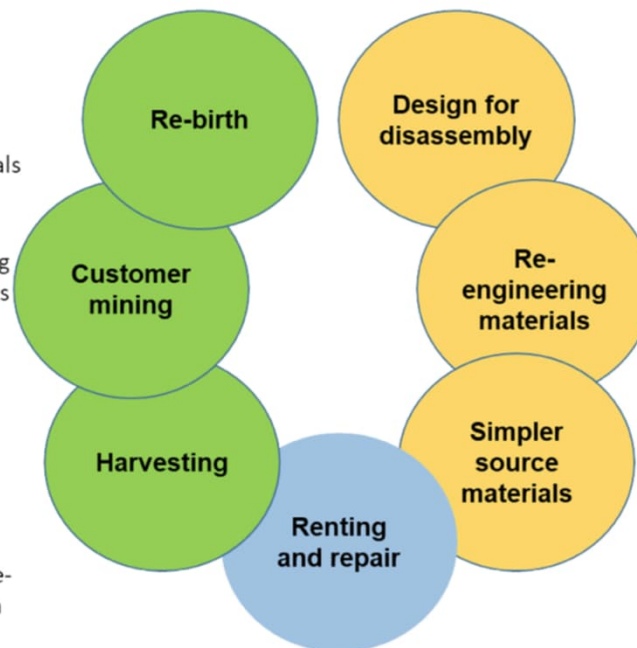 Re-birth
Design for
disassembly
Customer
mining
Re-
engineering
materials
Harvesting
Simpler
source
materials
Renting
and repair